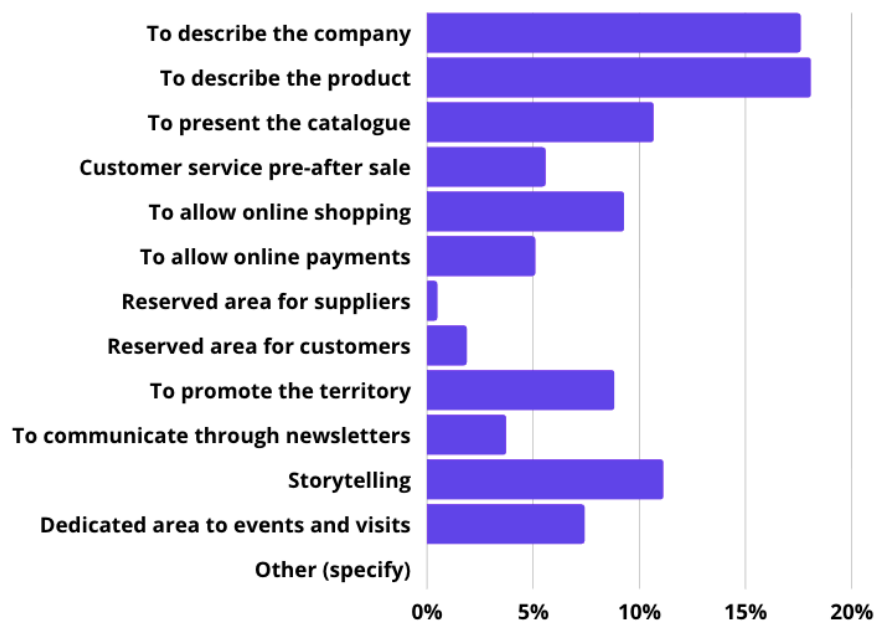 To describe the company
To describe the product
To present the catalogue
Customer service pre-after sale
To allow online shopping
To allow online payments
Reserved area for suppliers
Reserved area for customers
To promote the territory
To communicate through newsletters
Storytelling
Dedicated area to events and visits
Other (specify)
0% 5% 10% 15% 20%